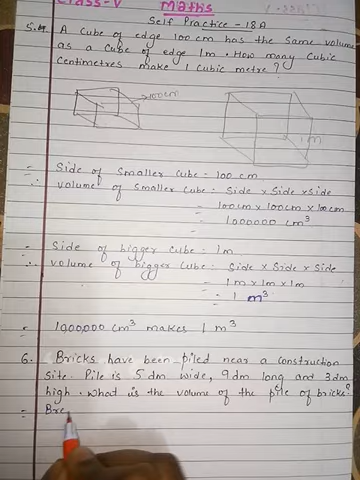 Class-V Maths
Self Practice - 18A
5. A cube of edge 100 cm has the same volume
as a cube of edge 1m. How many cubic
centimetres make 1 cubic metre?
100cm
1m
= Side of smaller cube = 100 cm
∴ Volume of smaller cube = Side × Side × Side
= 100cm × 100cm × 100cm
= 1000000 cm³
= Side of bigger cube = 1m
∴ Volume of bigger cube = Side × Side × Side
= 1m × 1m × 1m
= 1 m³
= 1000000 cm³ makes 1 m³
6. Bricks have been piled near a construction
site. Pile is 5 dm wide, 9 dm long and 3 dm
high. What is the volume of the pile of bricks?
= Bre